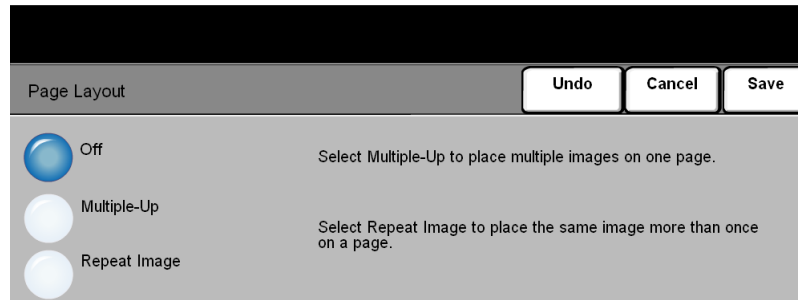 Page Layout
Undo
Cancel
Save
Off
Select Multiple-Up to place multiple images on one page.
Multiple-Up
Select Repeat Image to place the same image more than once
on a page.
Repeat Image